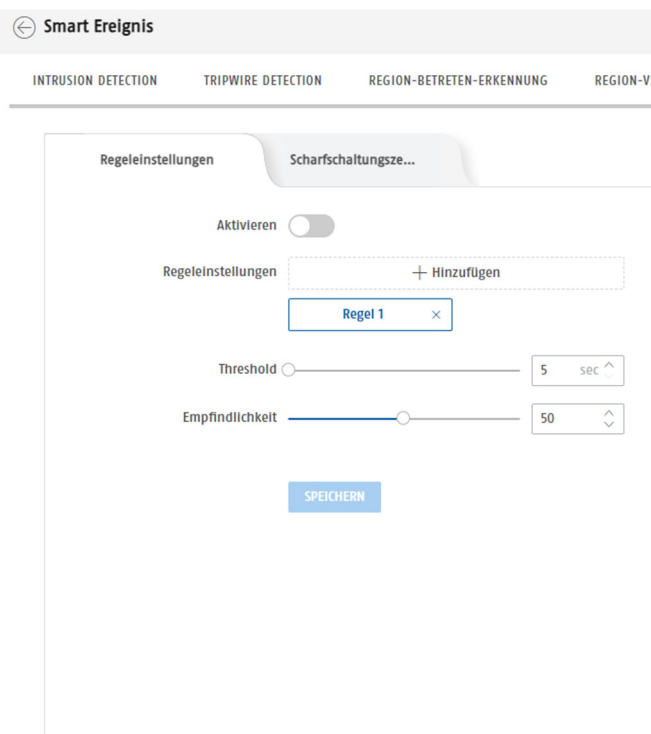 Smart Ereignis
INTRUSION DETECTION TRIPWIRE DETECTION REGION-BETRETEN-ERKENNUNG REGION-V
Regeleinstellungen Scharfschaltungsze...
Aktivieren
Regeleinstellungen + Hinzufügen
Regel 1 ×
Threshold 5 sec
Empfindlichkeit 50
SPEICHERN